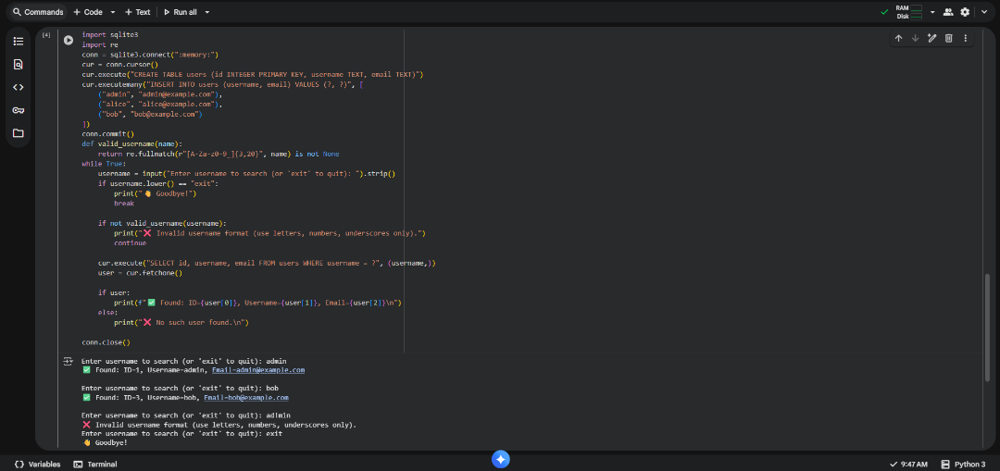 Commands + Code + Text Run all
RAM
Disk
[4]
import sqlite3
import re
conn = sqlite3.connect(":memory:")
cur = conn.cursor()
cur.execute("CREATE TABLE users (id INTEGER PRIMARY KEY, username TEXT, email TEXT)")
cur.executemany("INSERT INTO users (username, email) VALUES (?, ?)", [
    ("admin", "admin@example.com"),
    ("alice", "alice@example.com"),
    ("bob", "bob@example.com")
])
conn.commit()
def valid_username(name):
    return re.fullmatch(r"[A-Za-z0-9_]{3,20}", name) is not None
while True:
    username = input("Enter username to search (or 'exit' to quit): ").strip()
    if username.lower() == "exit":
        print("👋 Goodbye!")
        break
    if not valid_username(username):
        print("❌ Invalid username format (use letters, numbers, underscores only).")
        continue
    cur.execute("SELECT id, username, email FROM users WHERE username = ?", (username,))
    user = cur.fetchone()
    if user:
        print(f"✅ Found: ID={user[0]}, Username={user[1]}, Email={user[2]}\n")
    else:
        print("❌ No such user found.\n")
conn.close()
Enter username to search (or 'exit' to quit): admin
✅ Found: ID=1, Username=admin, Email=admin@example.com
Enter username to search (or 'exit' to quit): bob
✅ Found: ID=3, Username=bob, Email=bob@example.com
Enter username to search (or 'exit' to quit): ad!min
❌ Invalid username format (use letters, numbers, underscores only).
Enter username to search (or 'exit' to quit): exit
👋 Goodbye!
{} Variables Terminal 9:47 AM Python 3